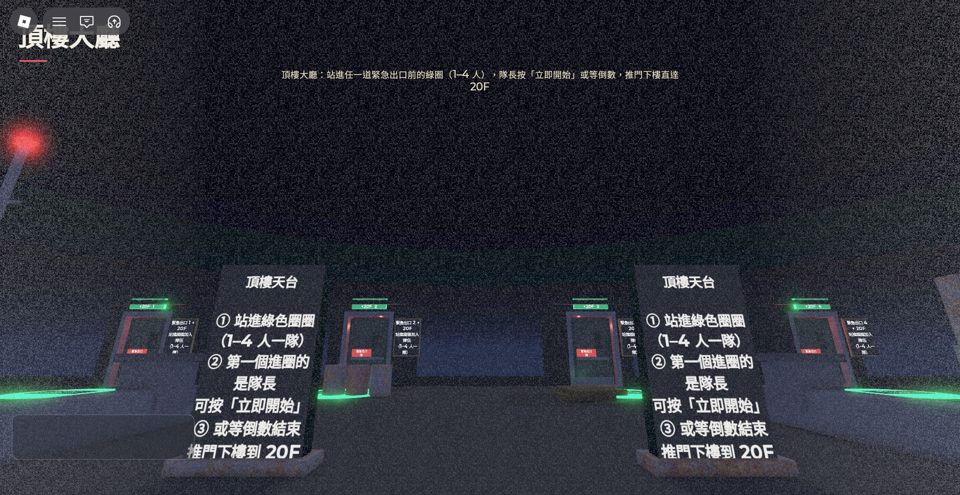 頂樓大廳
頂樓大廳：站進任一道緊急出口前的綠圈（1–4 人），隊長按「立即開始」或等倒數，推門下樓直達
20F
頂樓天台
① 站進綠色圈圈
（1–4 人一隊）
② 第一個進圈的
是隊長
可按「立即開始」
③ 或等倒數結束
推門下樓到 20F
頂樓天台
① 站進綠色圈圈
（1–4 人一隊）
② 第一個進圈的
是隊長
可按「立即開始」
③ 或等倒數結束
推門下樓到 20F